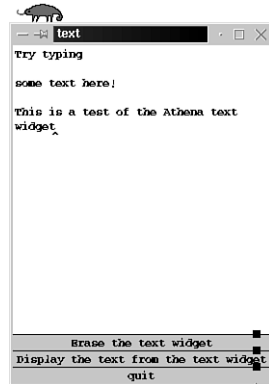 text
Try typing
some text here!
This is a test of the Athena text
widget
Erase the text widget
Display the text from the text widget
quit